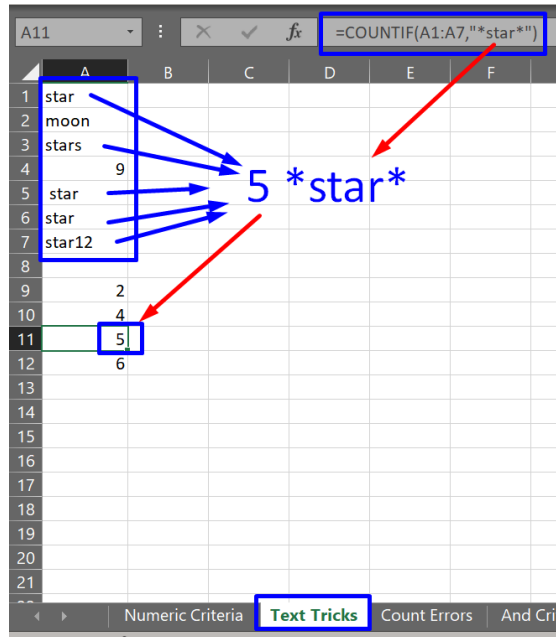 A11 fx =COUNTIF(A1:A7,"*star*")
A B C D E F
1 star
2 moon
3 stars
4 9
5 star
6 star
7 star12
5 *star*
8
9 2
10 4
11 5
12 6
13
14
15
16
17
18
19
20
21
Numeric Criteria Text Tricks Count Errors And Cri